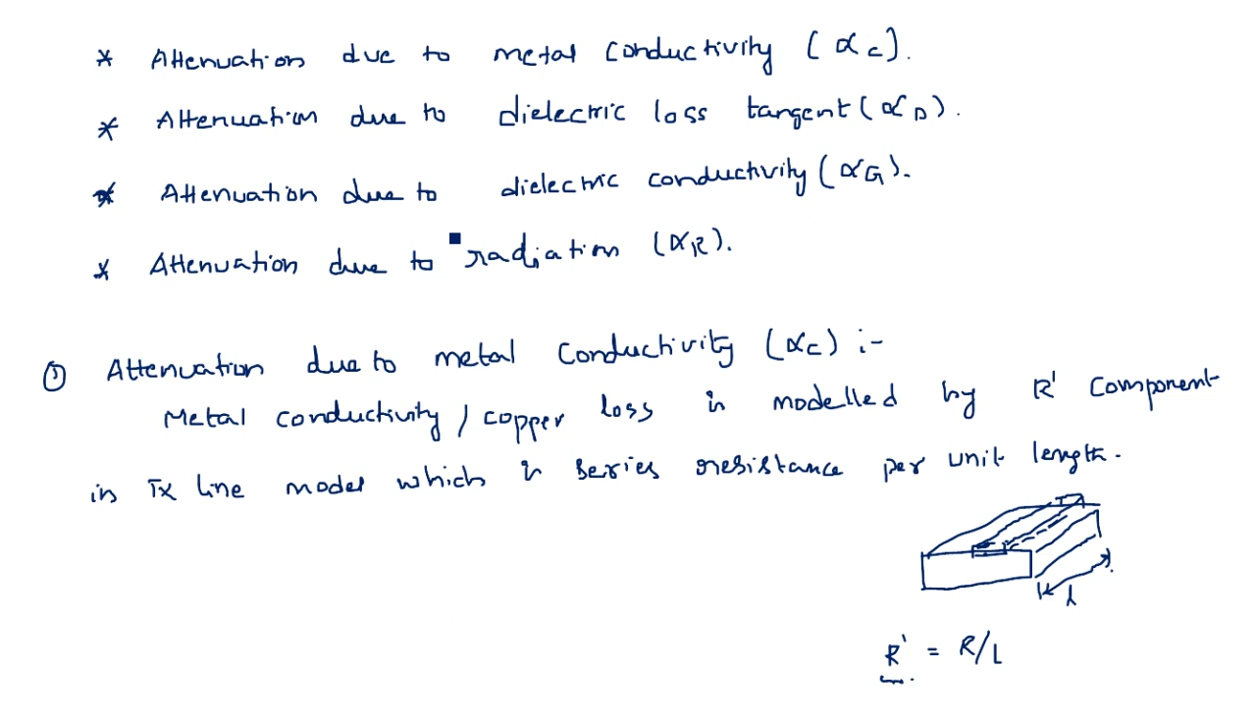 * Attenuation due to metal conductivity (αc).
* Attenuation due to dielectric loss tangent (αD).
* Attenuation due to dielectric conductivity (αG).
* Attenuation due to radiation (αR).
① Attenuation due to metal conductivity (αc) :-
Metal conductivity / copper loss is modelled by R' component
in Tx line model which is series resistance per unit length.
l
R' = R/L